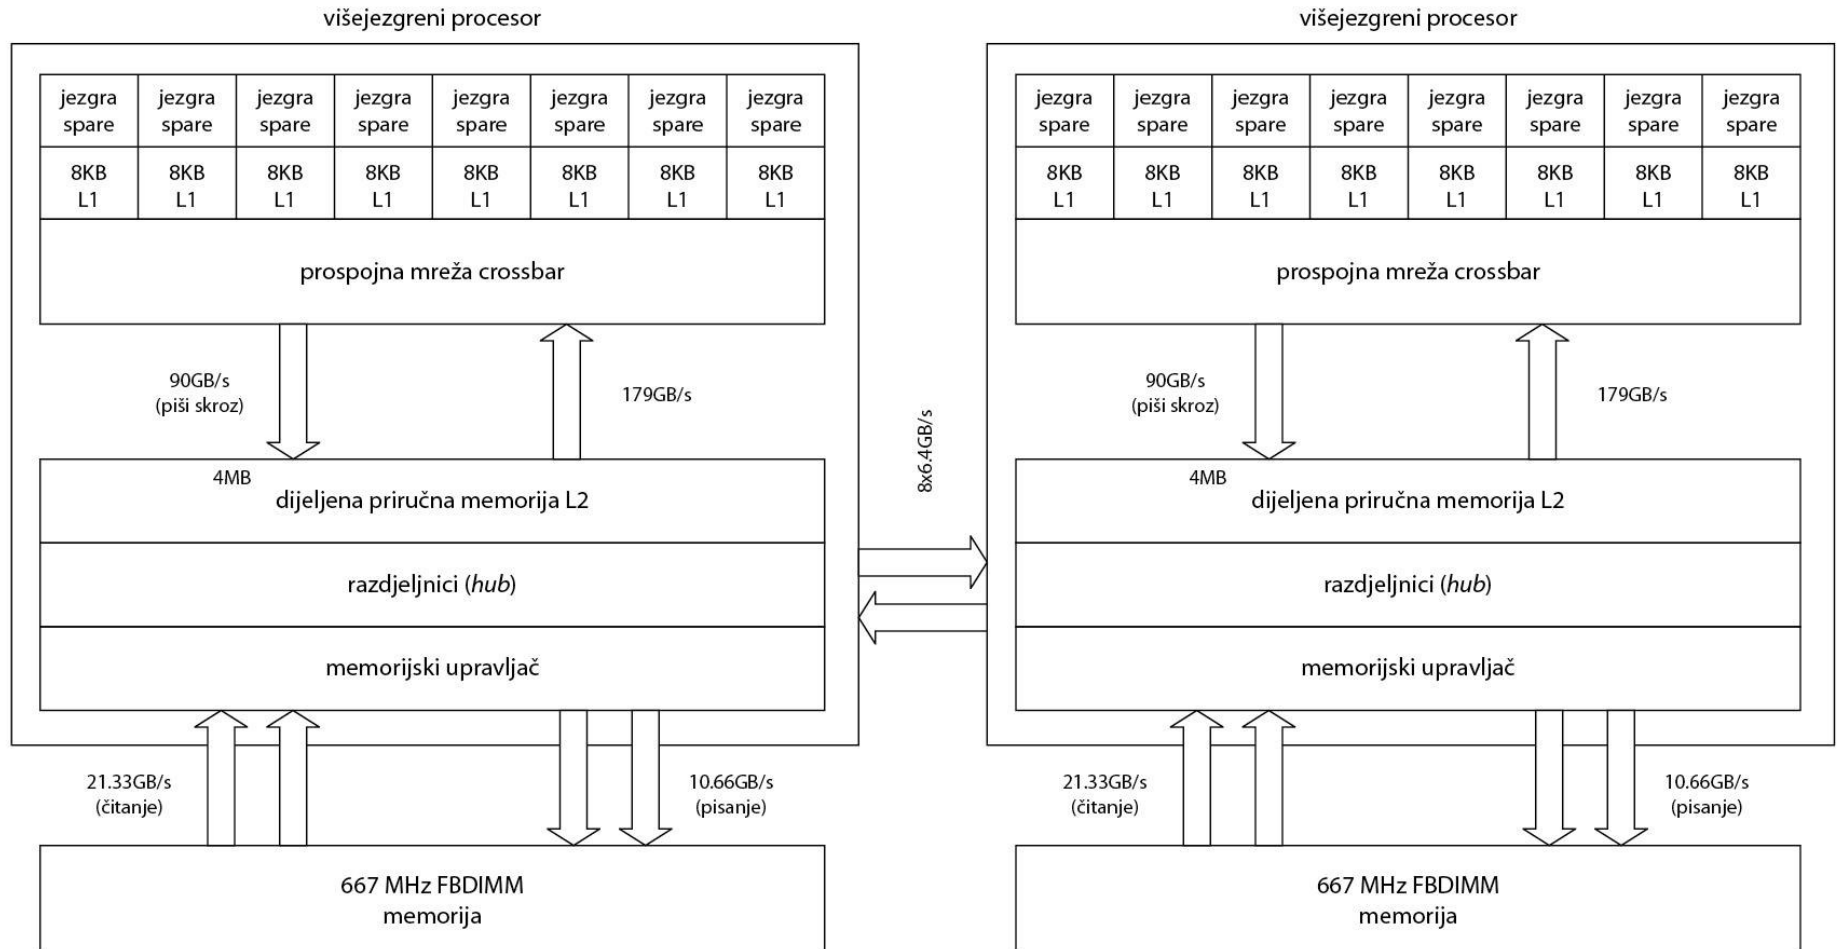 višejezgreni procesor
jezgra jezgra jezgra jezgra jezgra jezgra jezgra jezgra
spare spare spare spare spare spare spare spare
8KB 8KB 8KB 8KB 8KB 8KB 8KB 8KB
L1 L1 L1 L1 L1 L1 L1 L1
prospojna mreža crossbar
90GB/s
(piši skroz)
179GB/s
4MB
dijeljena priručna memorija L2
razdjeljnici (hub)
memorijski upravljač
21.33GB/s
(čitanje)
10.66GB/s
(pisanje)
667 MHz FBDIMM
memorija
8x6.4GB/s
višejezgreni procesor
jezgra jezgra jezgra jezgra jezgra jezgra jezgra jezgra
spare spare spare spare spare spare spare spare
8KB 8KB 8KB 8KB 8KB 8KB 8KB 8KB
L1 L1 L1 L1 L1 L1 L1 L1
prospojna mreža crossbar
90GB/s
(piši skroz)
179GB/s
4MB
dijeljena priručna memorija L2
razdjeljnici (hub)
memorijski upravljač
21.33GB/s
(čitanje)
10.66GB/s
(pisanje)
667 MHz FBDIMM
memorija